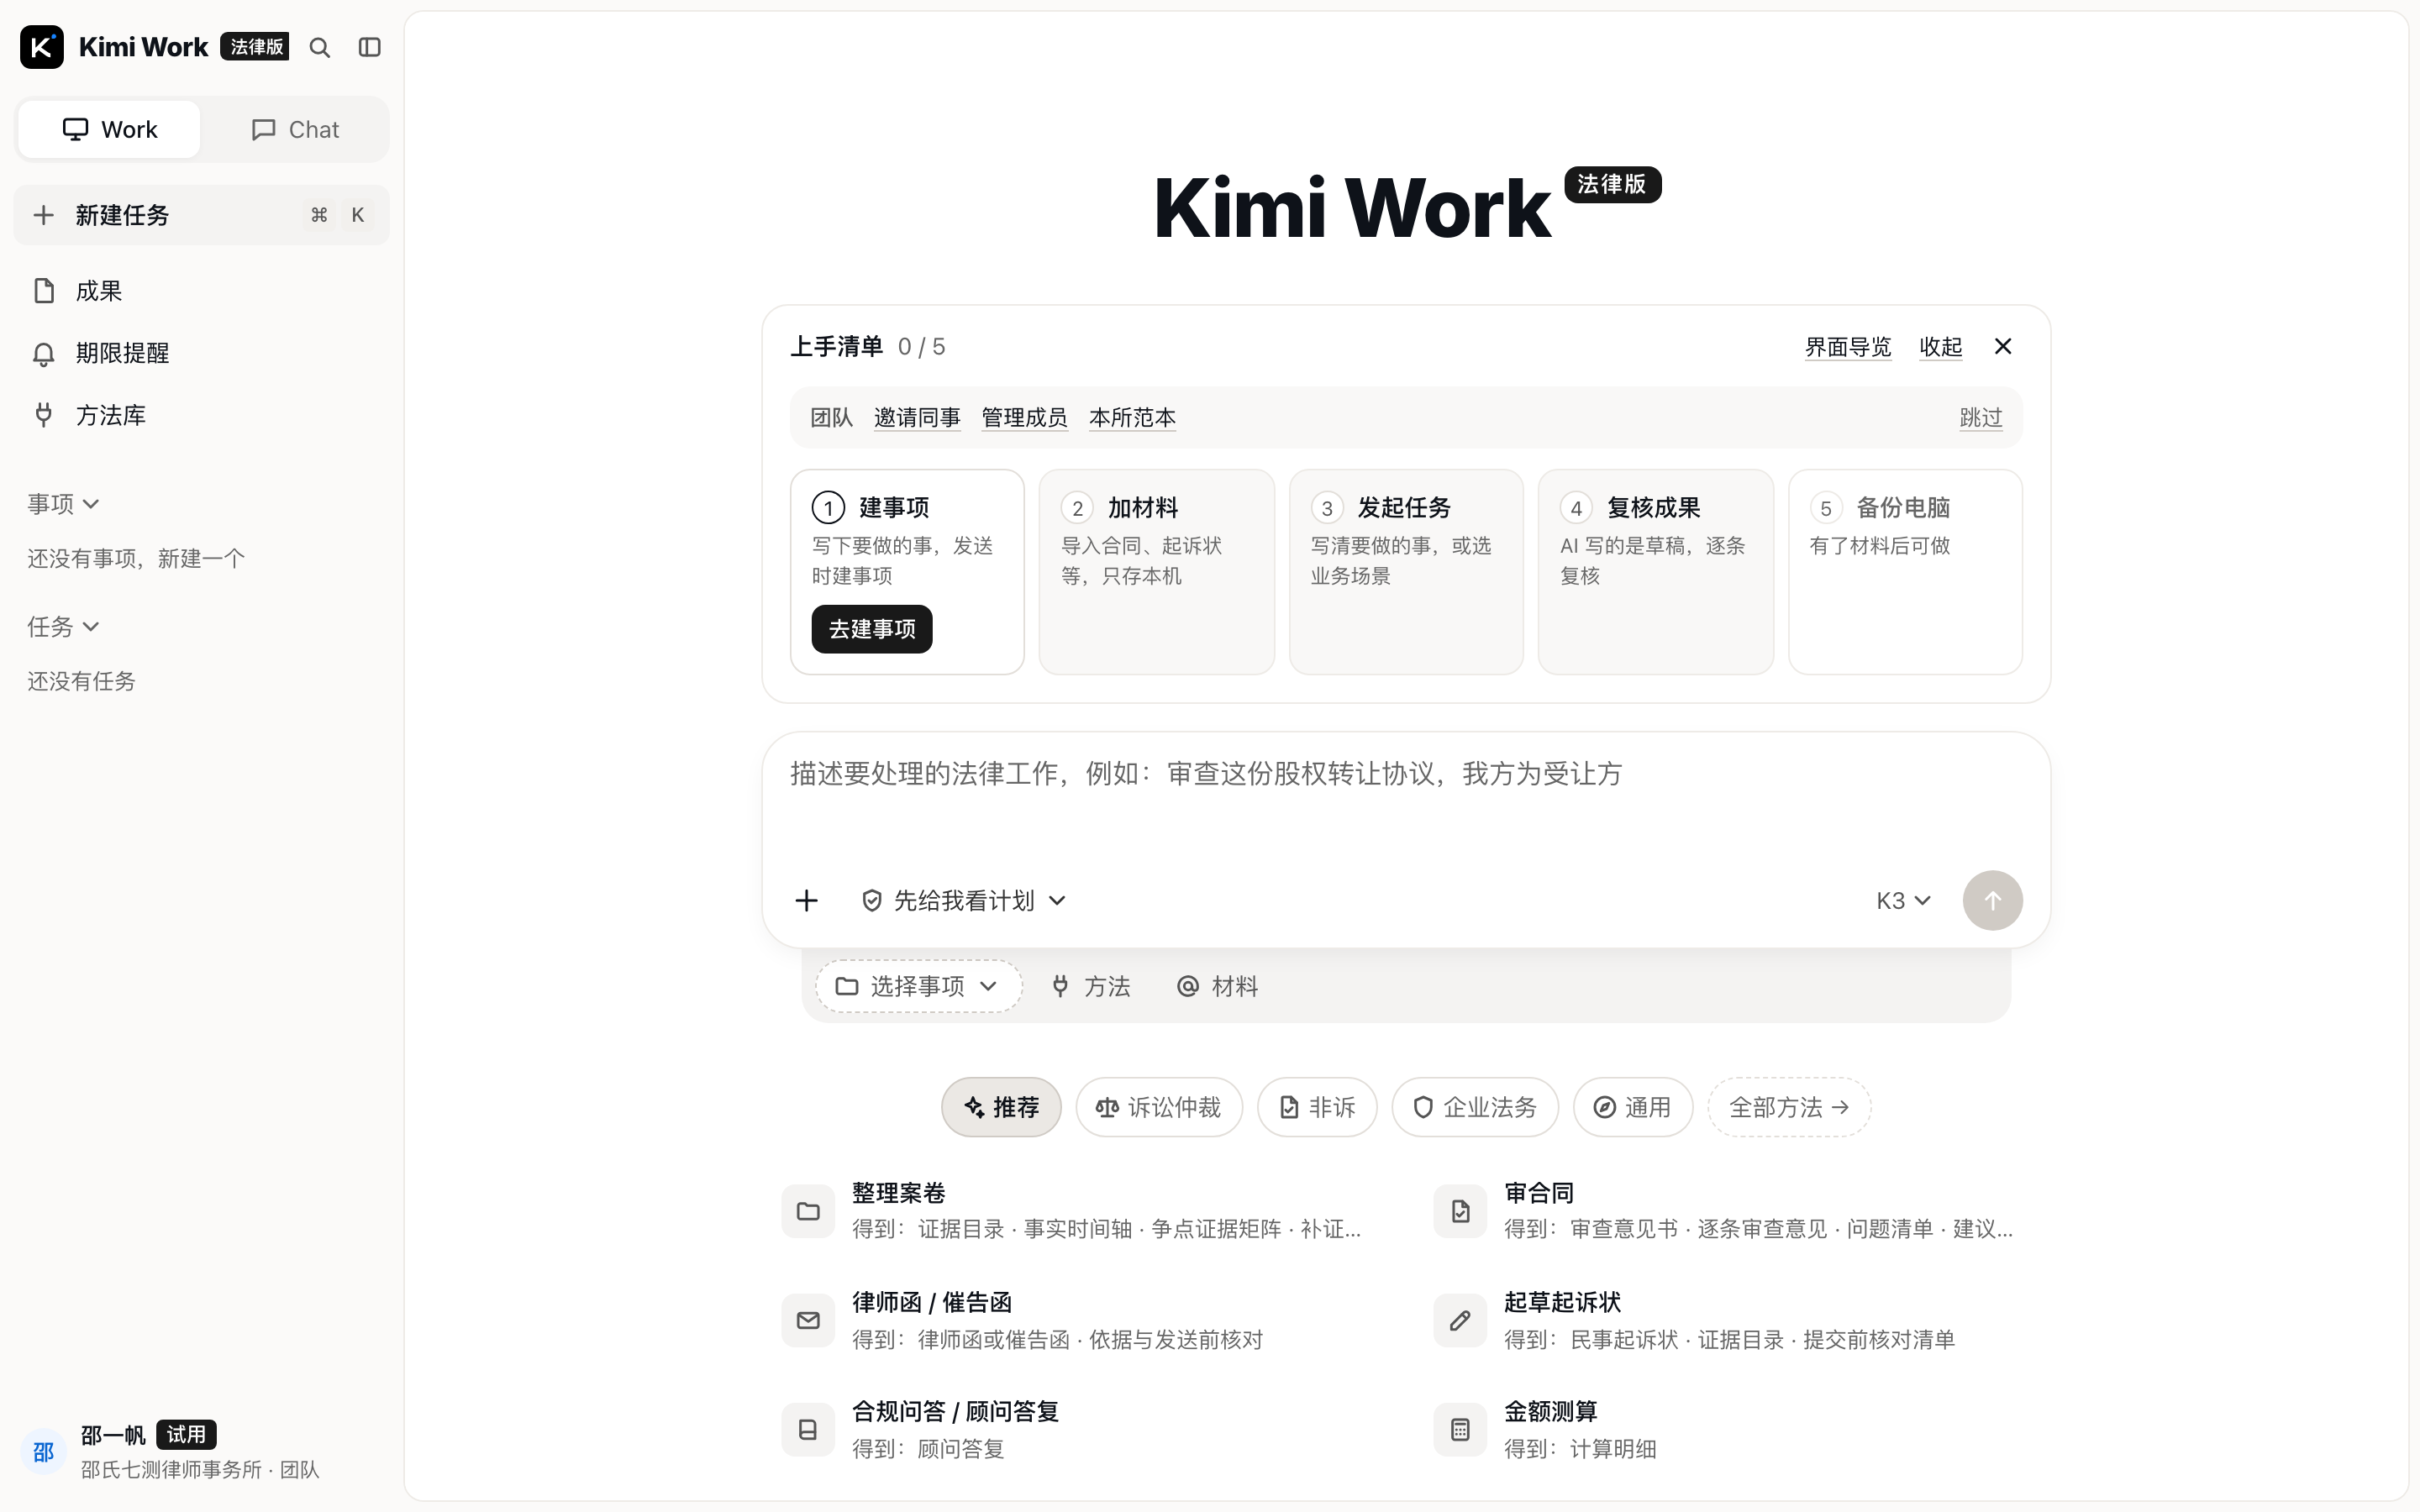 Kimi Work 法律版
Work
Chat
新建任务 ⌘ K
成果
期限提醒
方法库
事项
还没有事项，新建一个
任务
还没有任务
邵
邵一帆 试用
邵氏七测律师事务所 · 团队
Kimi Work 法律版
上手清单 0 / 5
界面导览 收起
团队 邀请同事 管理成员 本所范本
跳过
1 建事项
写下要做的事，发送
时建事项
去建事项
2 加材料
导入合同、起诉状
等，只存本机
3 发起任务
写清要做的事，或选
业务场景
4 复核成果
AI 写的是草稿，逐条
复核
5 备份电脑
有了材料后可做
描述要处理的法律工作，例如：审查这份股权转让协议，我方为受让方
先给我看计划
K3
选择事项 方法 材料
推荐 诉讼仲裁 非诉 企业法务 通用 全部方法 →
整理案卷
得到：证据目录 · 事实时间轴 · 争点证据矩阵 · 补证...
审合同
得到：审查意见书 · 逐条审查意见 · 问题清单 · 建议...
律师函 / 催告函
得到：律师函或催告函 · 依据与发送前核对
起草起诉状
得到：民事起诉状 · 证据目录 · 提交前核对清单
合规问答 / 顾问答复
得到：顾问答复
金额测算
得到：计算明细